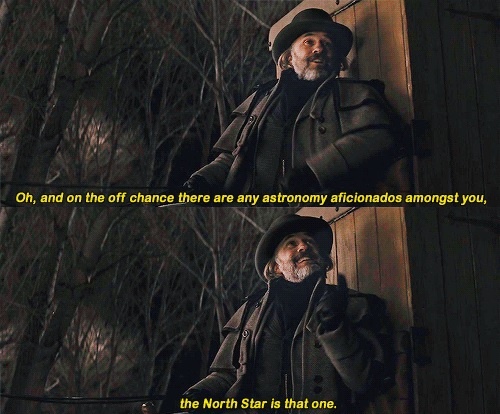 Oh, and on the off chance there are any astronomy aficionados amongst you,
the North Star is that one.